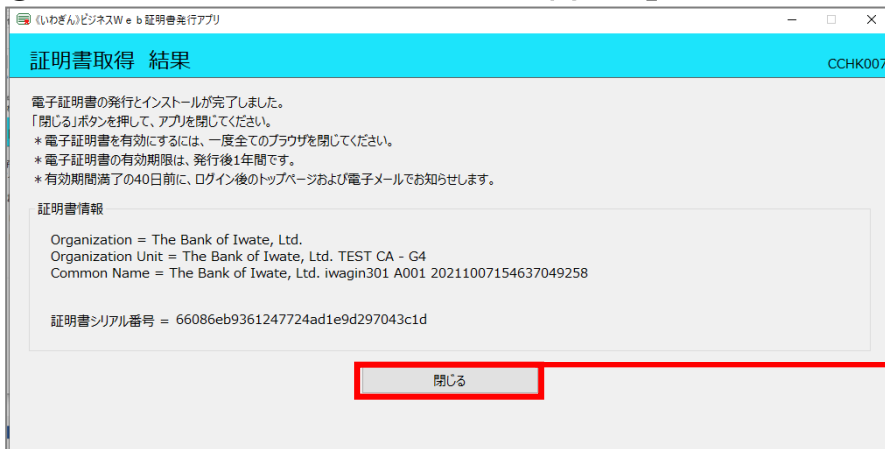 《いわぎん》ビジネスWeb証明書発行アプリ
証明書取得 結果
CCHK007
電子証明書の発行とインストールが完了しました。
「閉じる」ボタンを押して、アプリを閉じてください。
＊電子証明書を有効にするには、一度全てのブラウザを閉じてください。
＊電子証明書の有効期限は、発行後1年間です。
＊有効期間満了の40日前に、ログイン後のトップページおよび電子メールでお知らせします。
証明書情報
Organization = The Bank of Iwate, Ltd.
Organization Unit = The Bank of Iwate, Ltd. TEST CA - G4
Common Name = The Bank of Iwate, Ltd. iwagin301 A001 20211007154637049258
証明書シリアル番号 = 66086eb9361247724ad1e9d297043c1d
閉じる